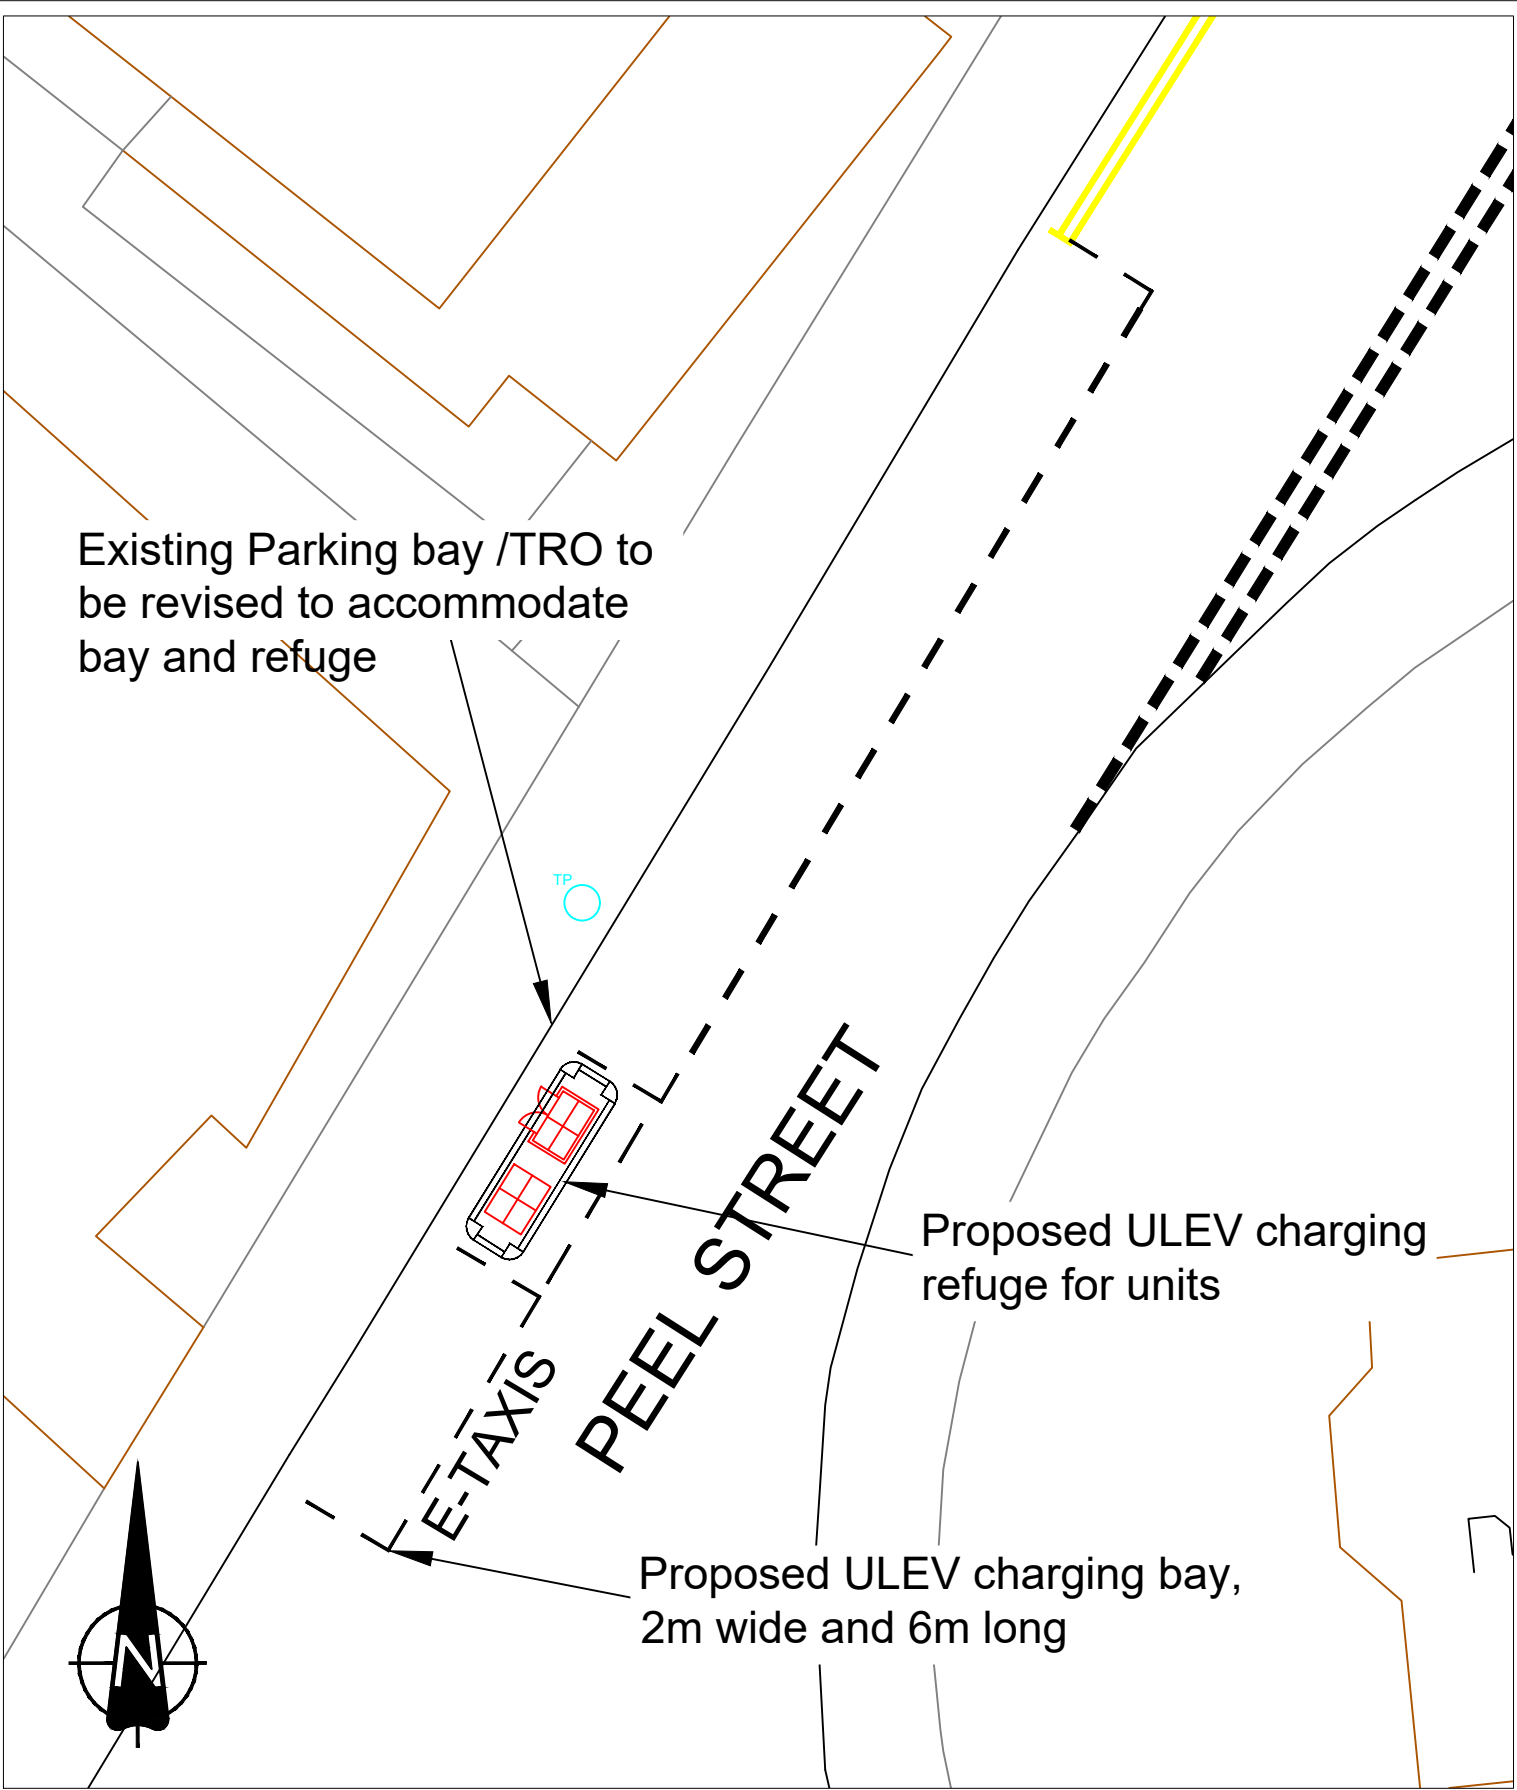 Existing Parking bay /TRO to
be revised to accommodate
bay and refuge
TP
PEEL STREET
Proposed ULEV charging
refuge for units
E-TAXIS
Proposed ULEV charging bay,
2m wide and 6m long
N